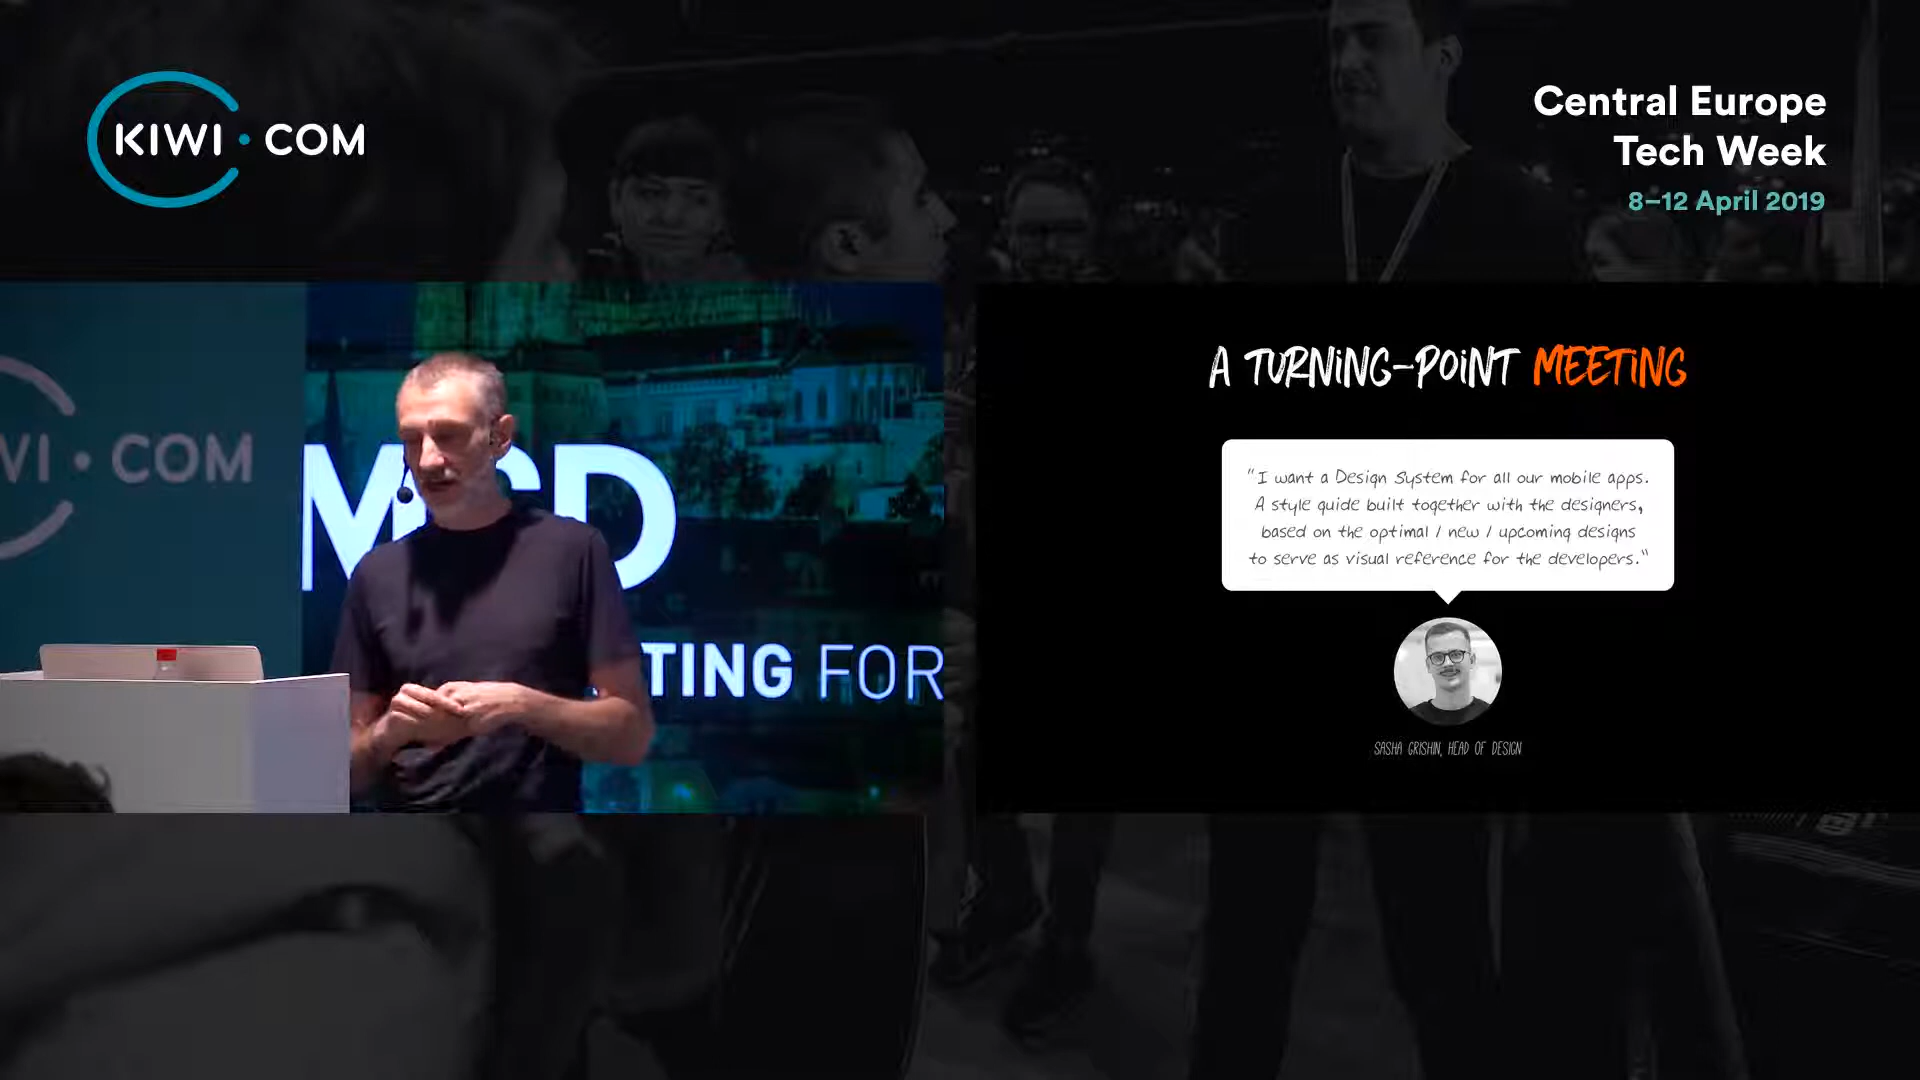 KIWI.COM
Central Europe
Tech Week
8–12 April 2019
WI.COM
TING FOR
A TURNING-POINT MEETING
"I want a Design System for all our mobile apps.
A style guide built together with the designers,
based on the optimal / new / upcoming designs
to serve as visual reference for the developers."
SASHA GRISHIN, HEAD OF DESIGN